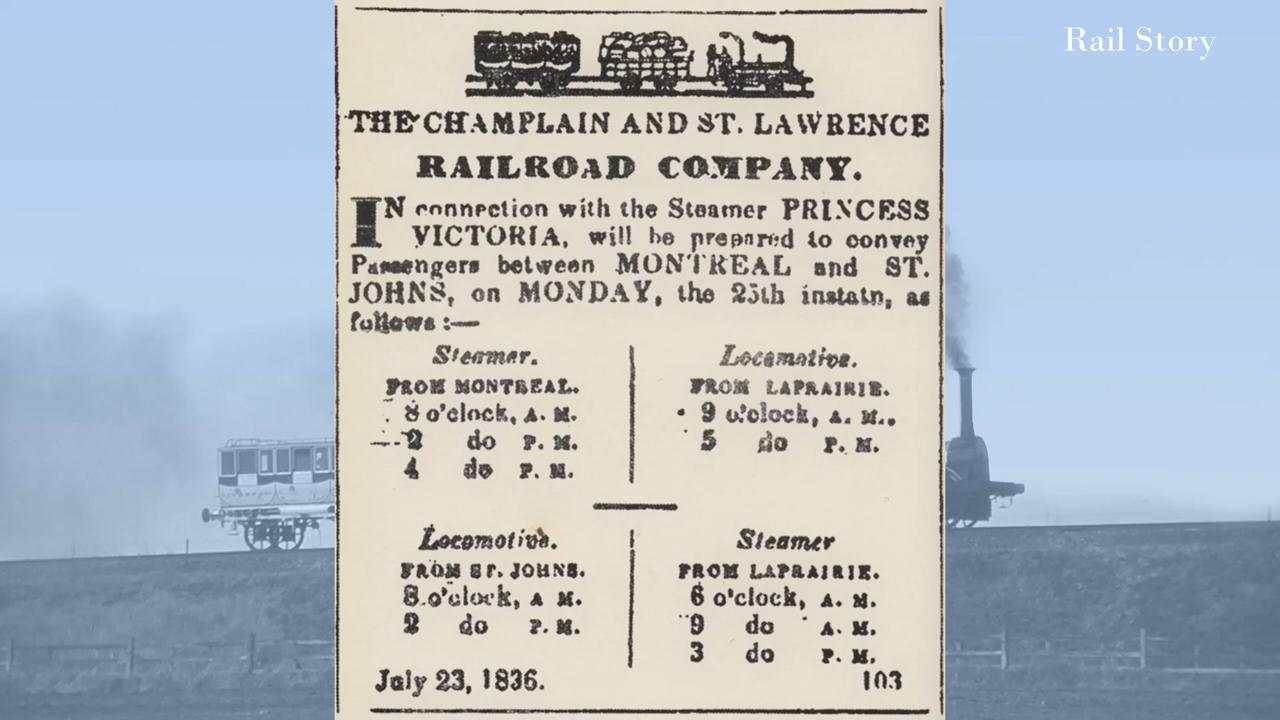 Rail Story
THE CHAMPLAIN AND ST. LAWRENCE
RAILROAD COMPANY.
IN connection with the Steamer PRINCESS
VICTORIA, will be prepared to convey
Passengers between MONTREAL and ST.
JOHNS, on MONDAY, the 25th instatn, as
follows :—
Steamer.
FROM MONTREAL.
8 o'clock, A. M.
2 do P. M.
4 do P. M.
Locomotive.
FROM LAPRAIRIE.
9 o'clock, A. M..
5 do P. M.
Locomotive.
FROM ST. JOHNS.
8 o'clock, A M.
2 do P. M.
Steamer
FROM LAPRAIRIE.
6 o'clock, A. M.
9 do A. M.
3 do P. M.
July 23, 1836.
103